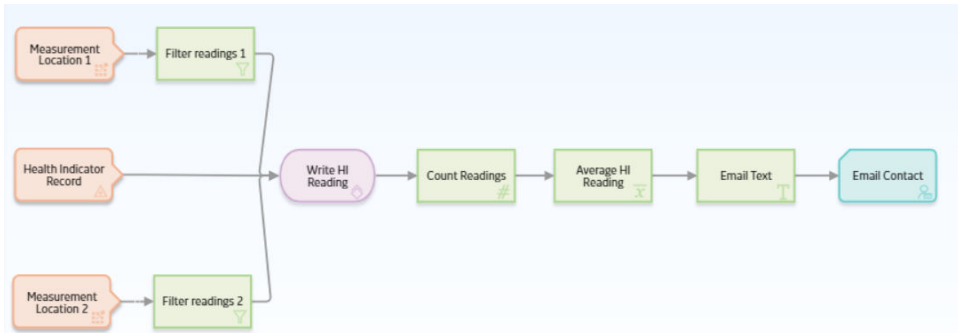 Measurement
Location 1
Filter readings 1
Health Indicator
Record
Write HI
Reading
Count Readings
#
Average HI
Reading
x
Email Text
T
Email Contact
Measurement
Location 2
Filter readings 2